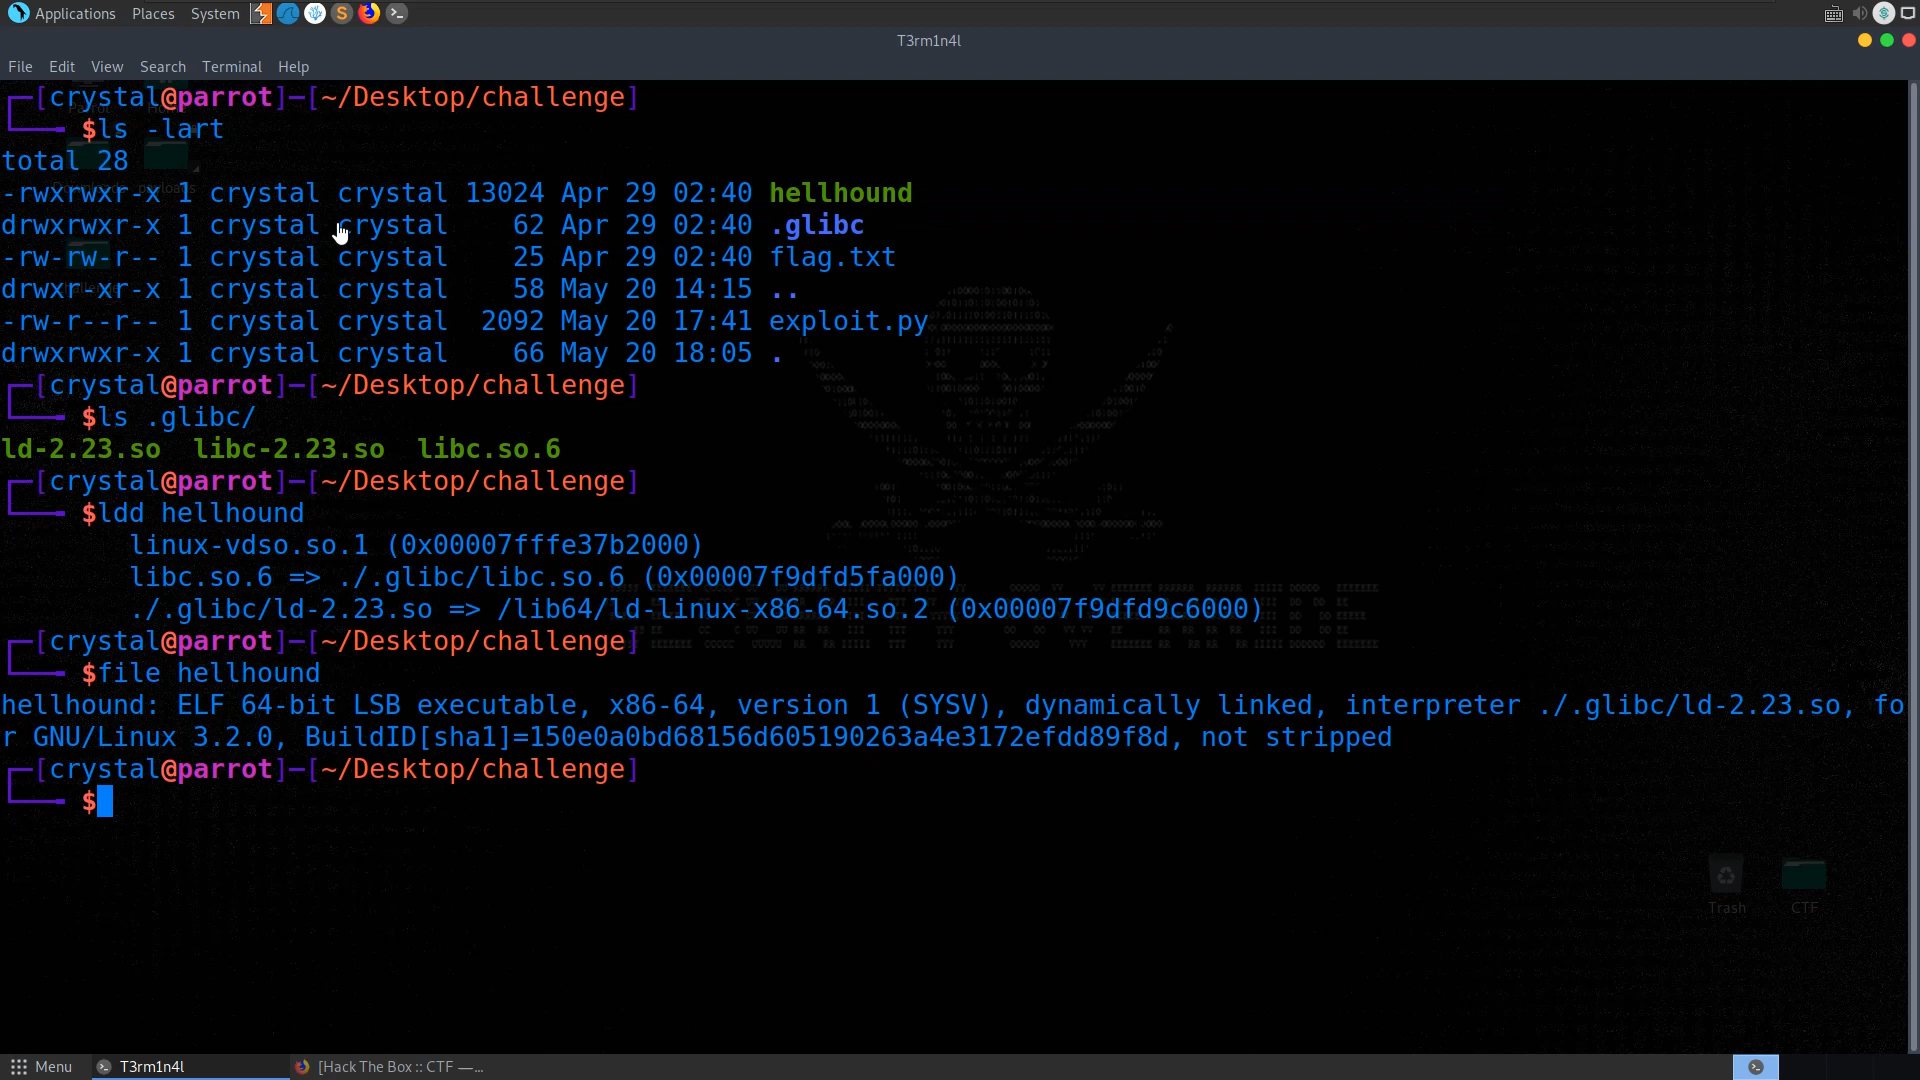 Applications Places System
T3rm1n4l
File Edit View Search Terminal Help
┌─[crystal@parrot]─[~/Desktop/challenge]
└──╼ $ls -lart
total 28
-rwxrwxr-x 1 crystal crystal 13024 Apr 29 02:40 hellhound
drwxrwxr-x 1 crystal crystal    62 Apr 29 02:40 .glibc
-rw-rw-r-- 1 crystal crystal    25 Apr 29 02:40 flag.txt
drwxr-xr-x 1 crystal crystal    58 May 20 14:15 ..
-rw-r--r-- 1 crystal crystal  2092 May 20 17:41 exploit.py
drwxrwxr-x 1 crystal crystal    66 May 20 18:05 .
┌─[crystal@parrot]─[~/Desktop/challenge]
└──╼ $ls .glibc/
ld-2.23.so  libc-2.23.so  libc.so.6
┌─[crystal@parrot]─[~/Desktop/challenge]
└──╼ $ldd hellhound
        linux-vdso.so.1 (0x00007fffe37b2000)
        libc.so.6 => ./.glibc/libc.so.6 (0x00007f9dfd5fa000)
        ./.glibc/ld-2.23.so => /lib64/ld-linux-x86-64.so.2 (0x00007f9dfd9c6000)
┌─[crystal@parrot]─[~/Desktop/challenge]
└──╼ $file hellhound
hellhound: ELF 64-bit LSB executable, x86-64, version 1 (SYSV), dynamically linked, interpreter ./.glibc/ld-2.23.so, fo
r GNU/Linux 3.2.0, BuildID[sha1]=150e0a0bd68156d605190263a4e3172efdd89f8d, not stripped
┌─[crystal@parrot]─[~/Desktop/challenge]
└──╼ $
Trash CTF
Menu T3rm1n4l [Hack The Box :: CTF —...